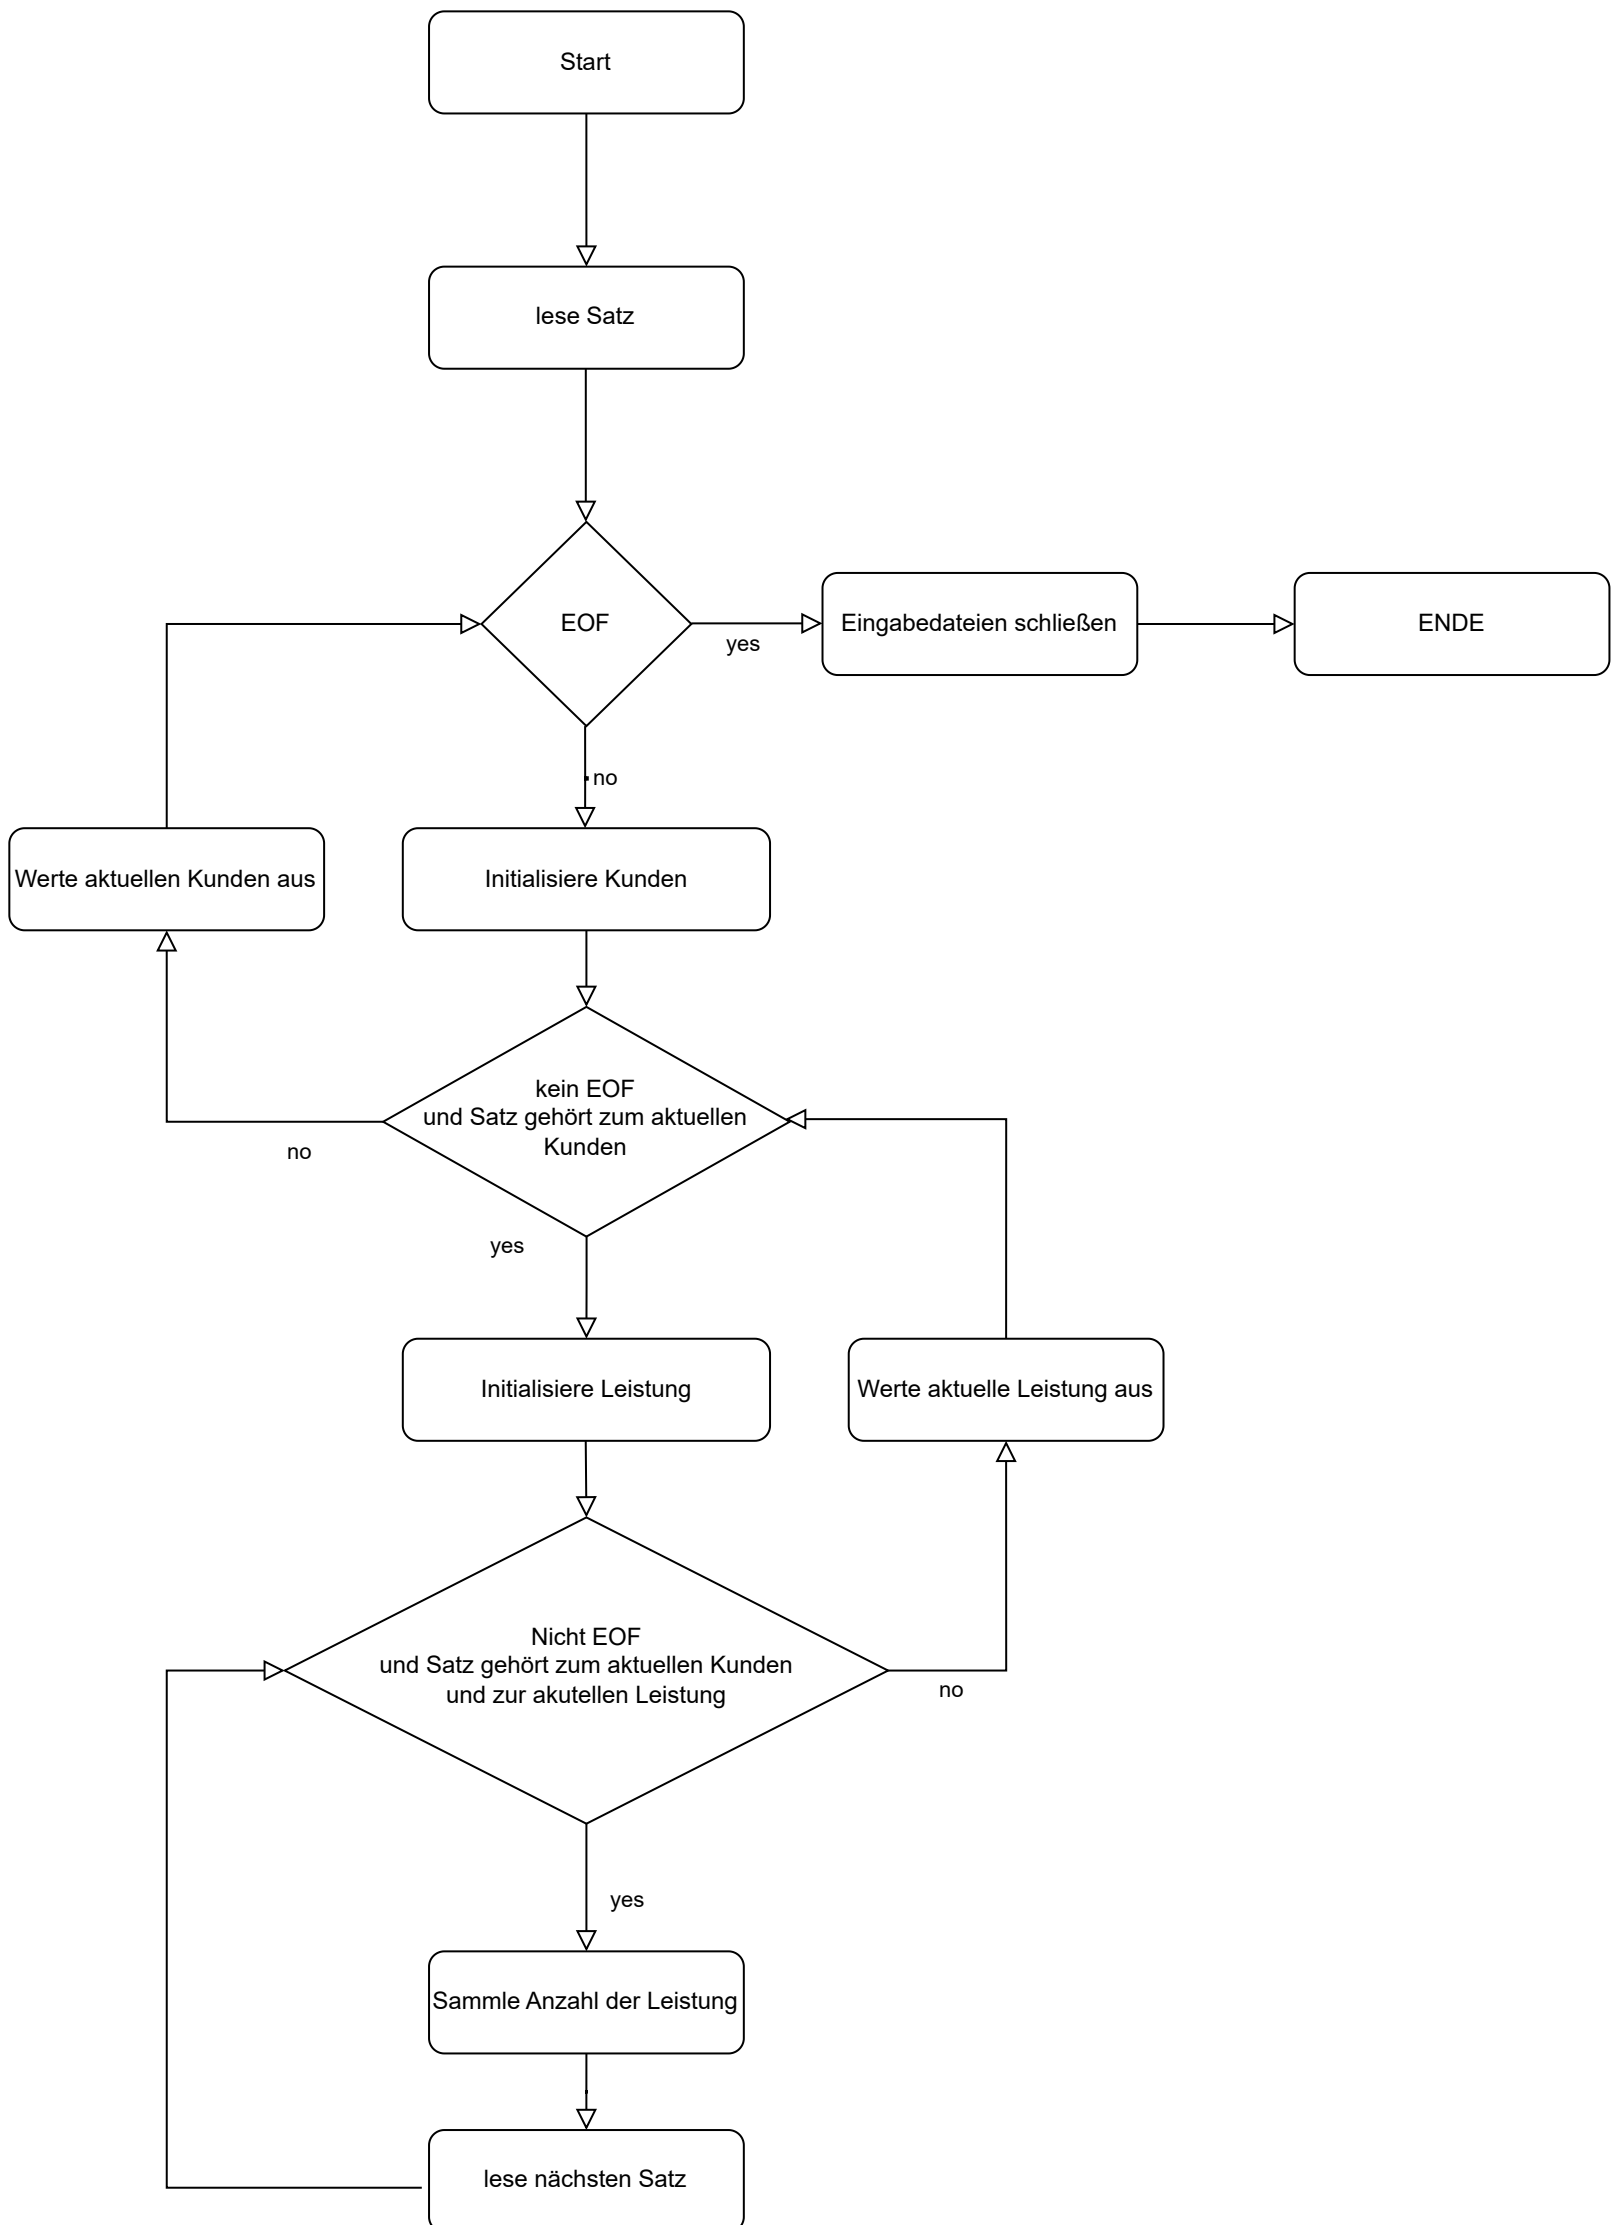 Start
lese Satz
EOF
yes
Eingabedateien schließen
ENDE
no
Werte aktuellen Kunden aus
Initialisiere Kunden
kein EOF
und Satz gehört zum aktuellen
Kunden
no
yes
Initialisiere Leistung
Werte aktuelle Leistung aus
Nicht EOF
und Satz gehört zum aktuellen Kunden
und zur akutellen Leistung
no
yes
Sammle Anzahl der Leistung
lese nächsten Satz